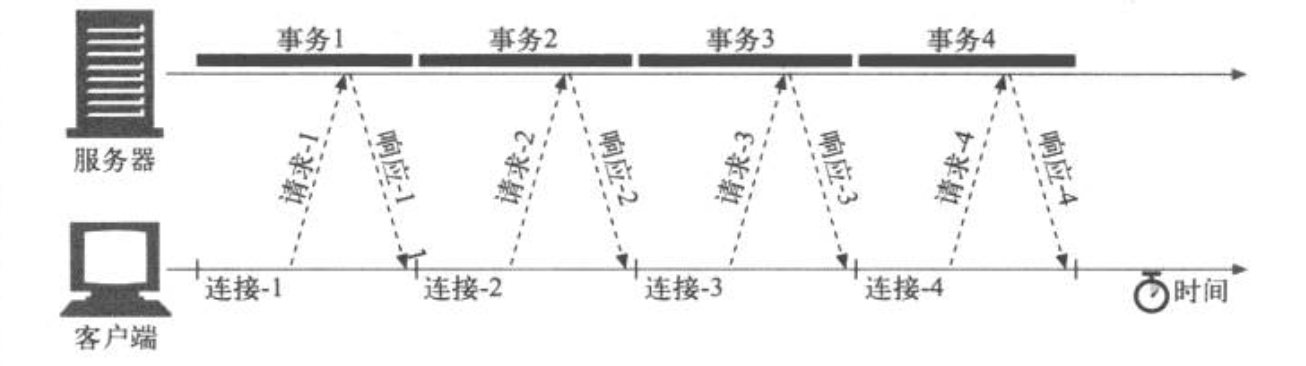 事务1 事务2 事务3 事务4
服务器
请求-1 响应-1 请求-2 响应-2 请求-3 响应-3 请求-4 响应-4
连接-1 连接-2 连接-3 连接-4 时间
客户端